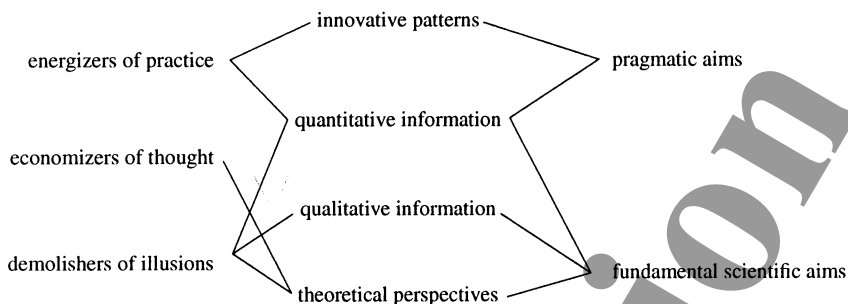 innovative patterns
energizers of practice
pragmatic aims
quantitative information
economizers of thought
qualitative information
demolishers of illusions
fundamental scientific aims
theoretical perspectives